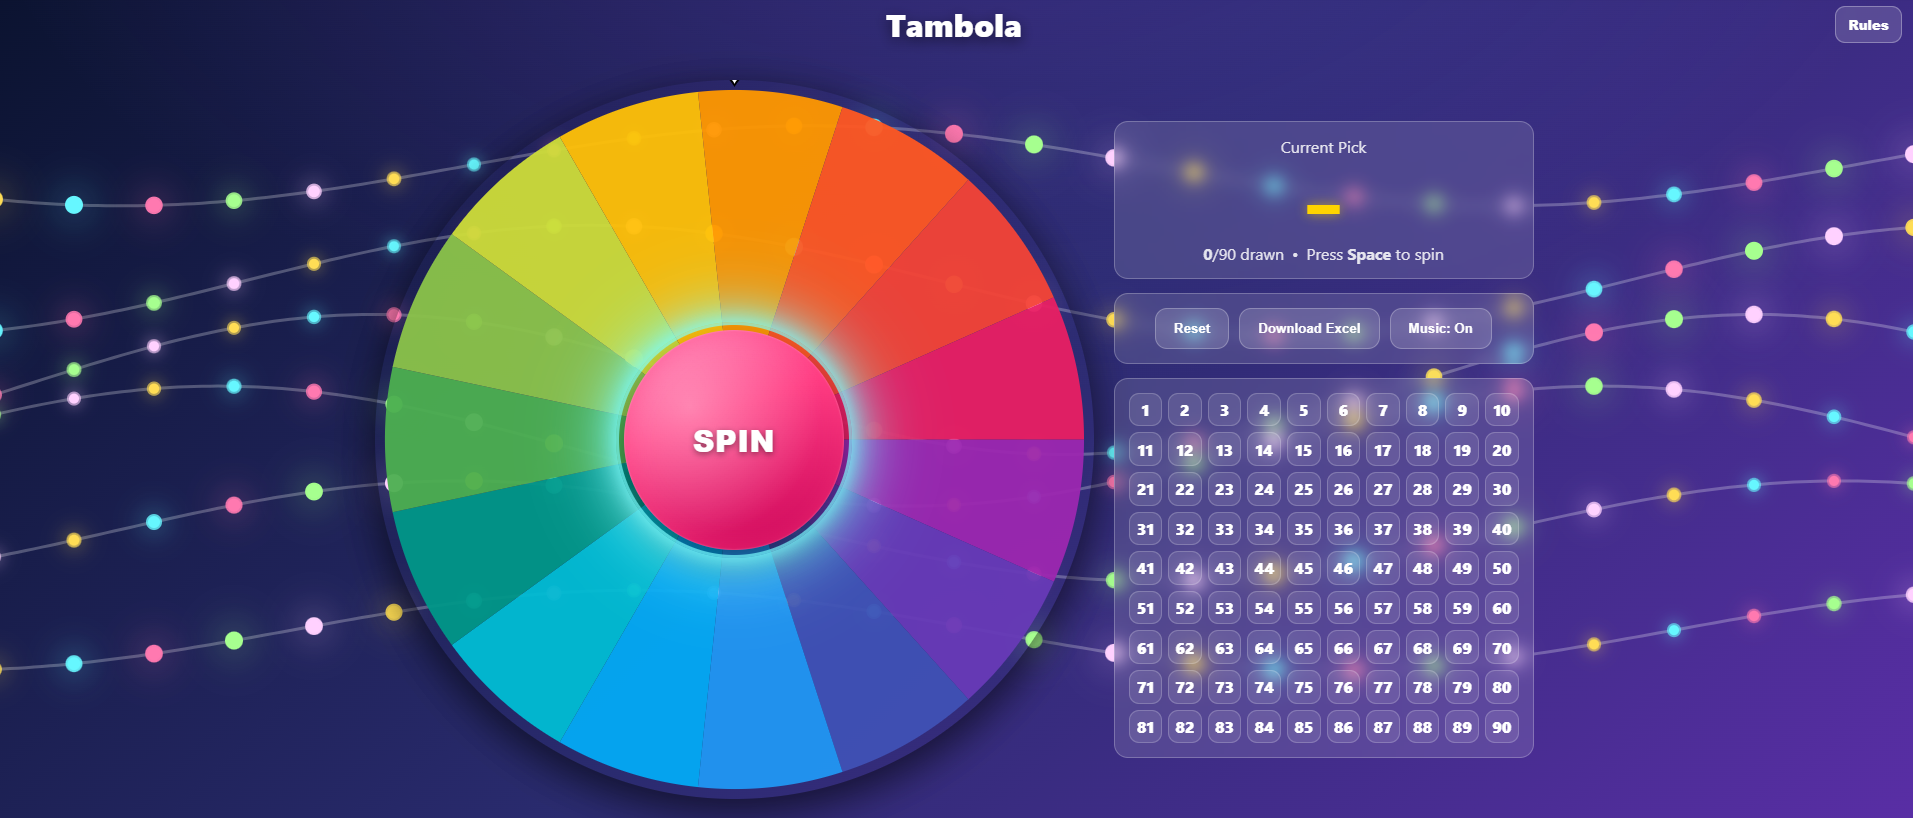 Tambola
Rules
SPIN
Current Pick
0/90 drawn • Press Space to spin
Reset Download Excel Music: On
1 2 3 4 5 6 7 8 9 10
11 12 13 14 15 16 17 18 19 20
21 22 23 24 25 26 27 28 29 30
31 32 33 34 35 36 37 38 39 40
41 42 43 44 45 46 47 48 49 50
51 52 53 54 55 56 57 58 59 60
61 62 63 64 65 66 67 68 69 70
71 72 73 74 75 76 77 78 79 80
81 82 83 84 85 86 87 88 89 90